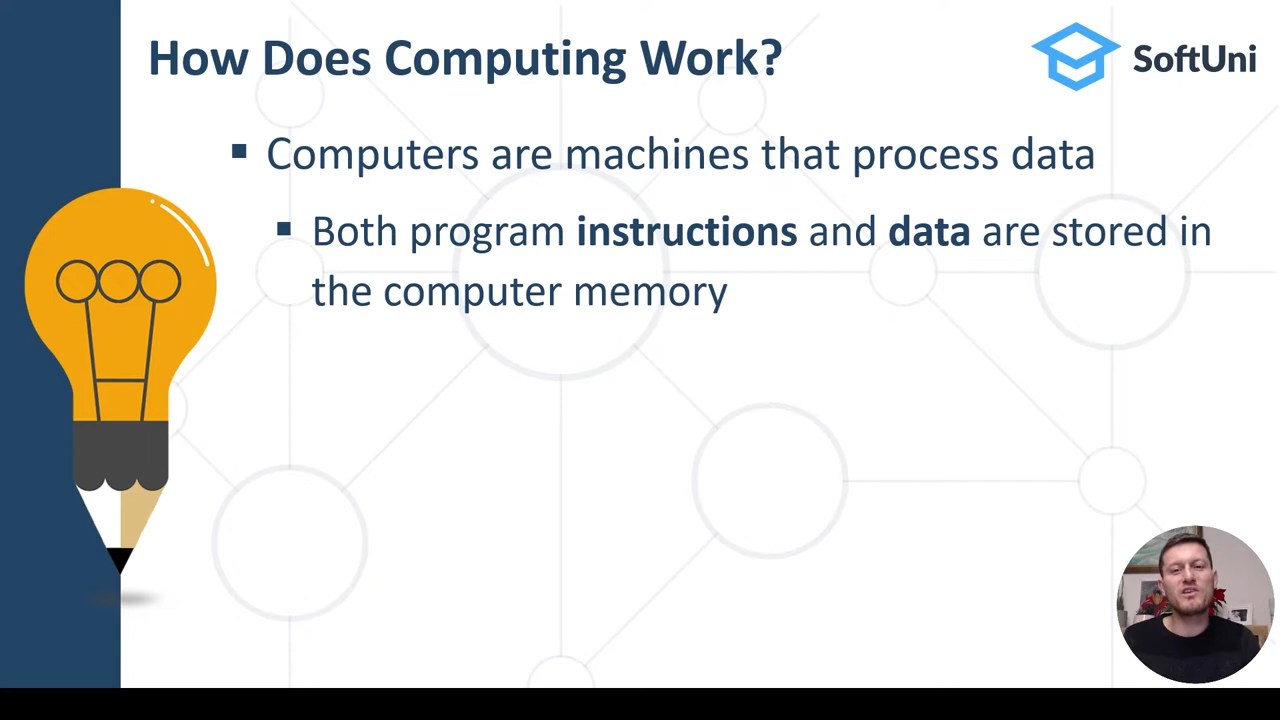 How Does Computing Work?
SoftUni
Computers are machines that process data
Both program instructions and data are stored in
the computer memory